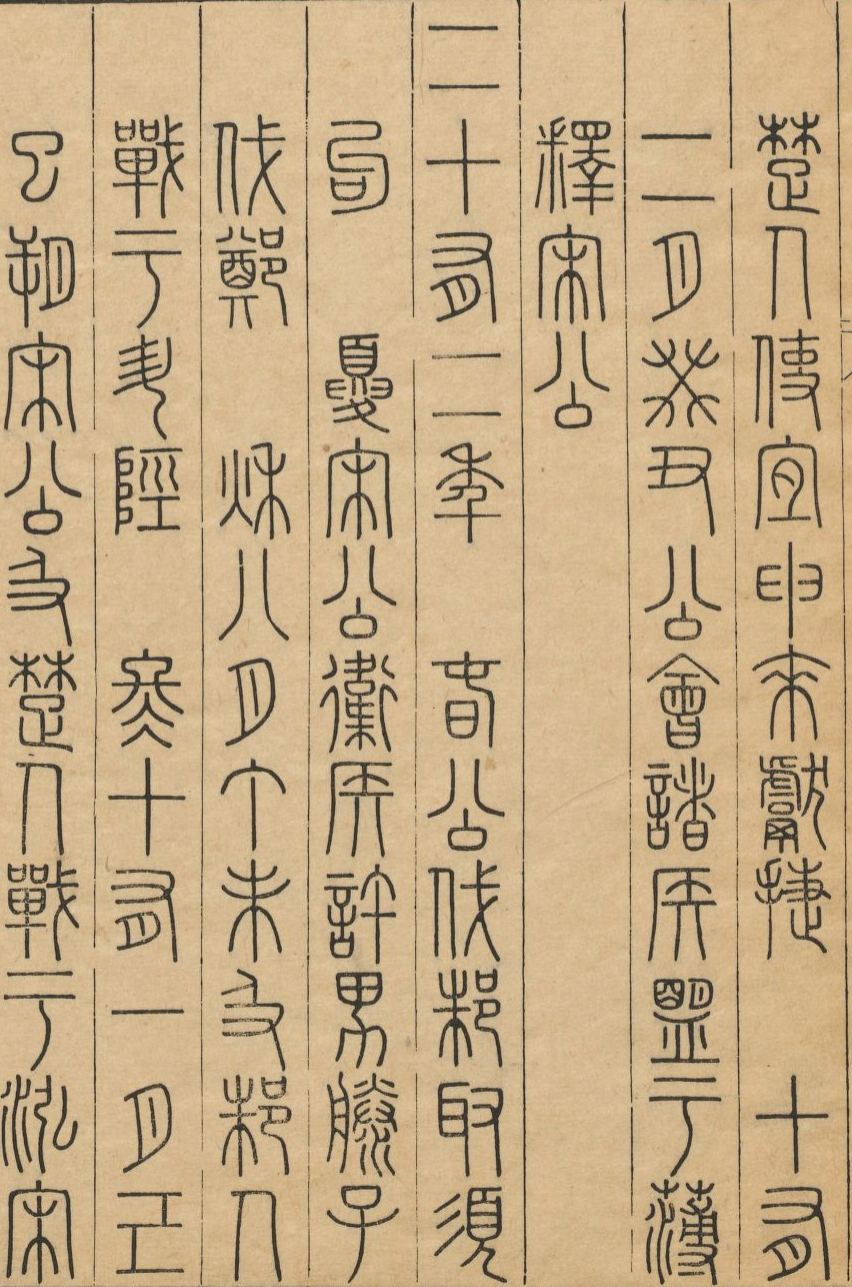 楚人使宜申來獻捷　十有
二月癸丑公會諸侯盟于薄
釋宋公
二十有二年　春公伐邾取須
句　夏宋公衛侯許男滕子
伐鄭　秋八月丁未及邾人
戰于升陘　冬十有一月己
巳朔宋公及楚人戰于泓宋